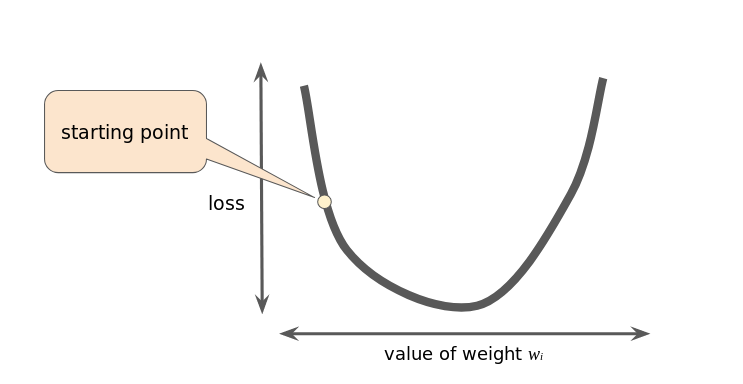 starting point
loss
value of weight wᵢ